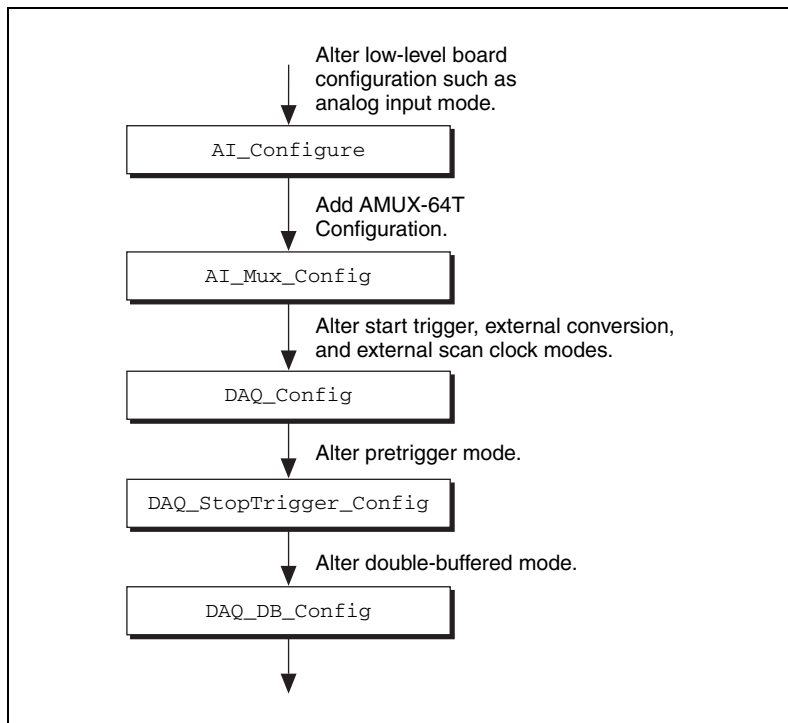 Alter low-level board
configuration such as
analog input mode.
AI_Configure
Add AMUX-64T
Configuration.
AI_Mux_Config
Alter start trigger, external conversion,
and external scan clock modes.
DAQ_Config
Alter pretrigger mode.
DAQ_StopTrigger_Config
Alter double-buffered mode.
DAQ_DB_Config